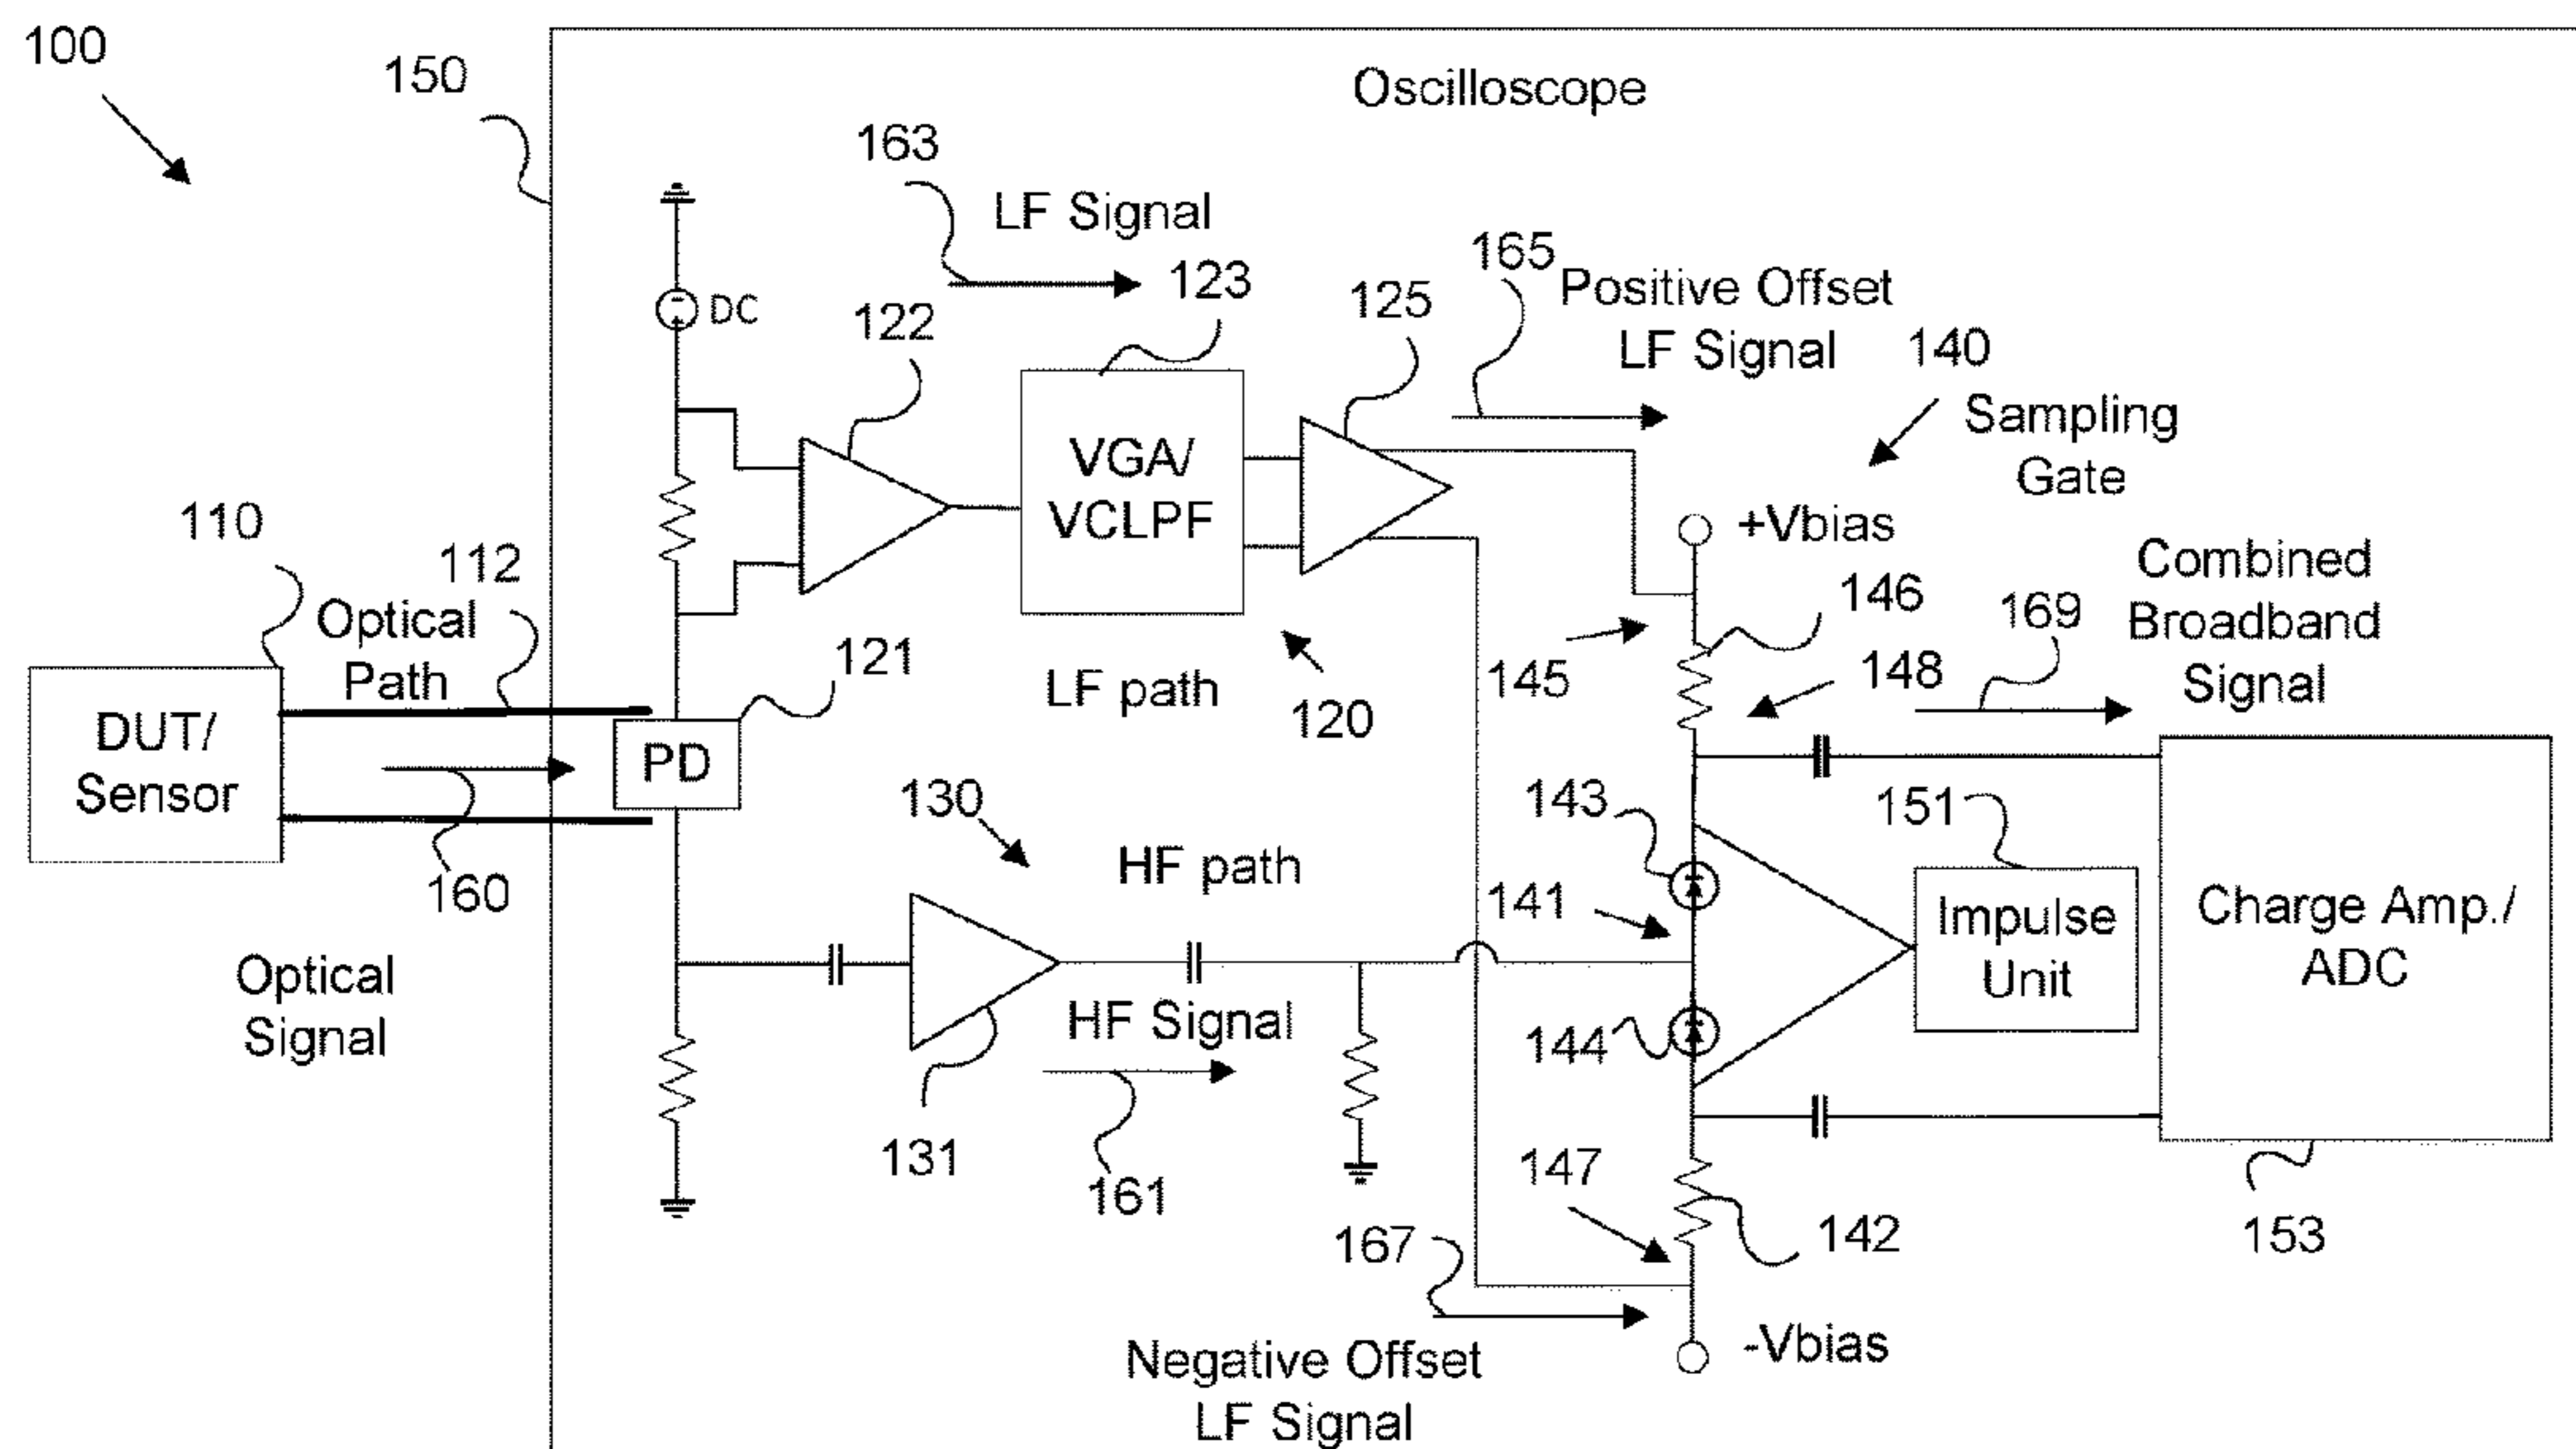 100
150
Oscilloscope
163
LF Signal
165
Positive Offset
LF Signal
123
DC
122
125
140
Sampling
Gate
VGA/
VCLPF
+Vbias
110
112
Optical
Path
146
169
Combined
Broadband
Signal
121
LF path
120
145
148
DUT/
Sensor
PD
160
Optical
Signal
130
HF path
143
141
144
151
Impulse
Unit
Charge Amp./
ADC
HF Signal
131
161
147
142
153
167
Negative Offset
LF Signal
-Vbias